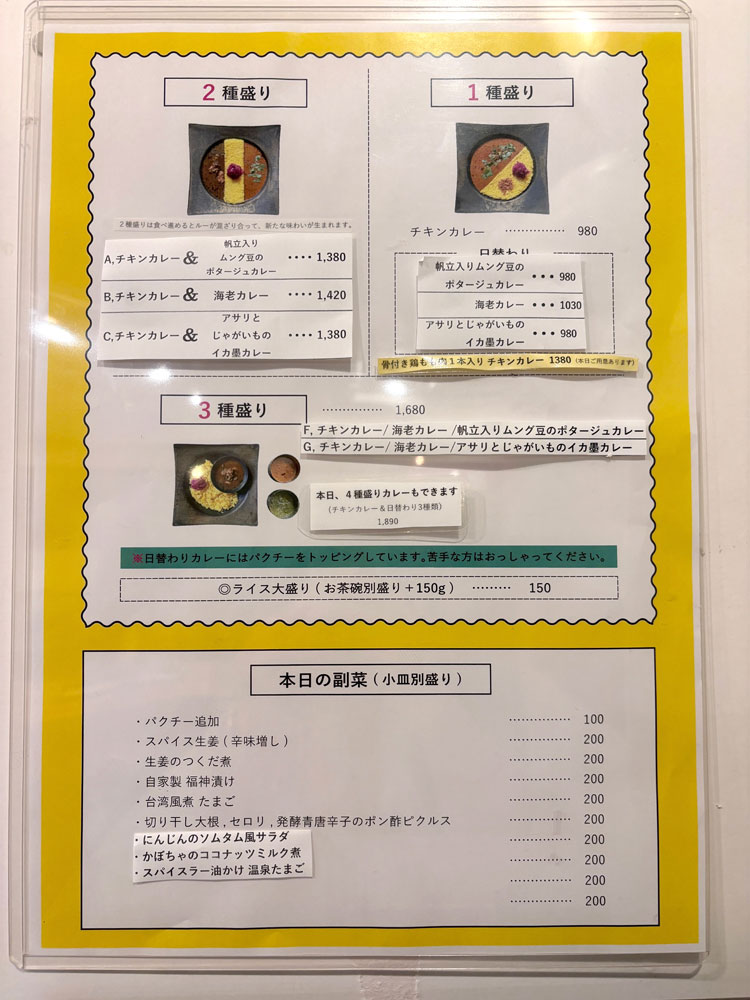 2種盛り
2種盛りは食べ進めるとルーが混ざり合って、新たな味わいが生まれます。
A,チキンカレー & 帆立入り
ムング豆の
ポタージュカレー ‥‥ 1,380
B,チキンカレー & 海老カレー ‥‥ 1,420
C,チキンカレー & アサリと
じゃがいもの
イカ墨カレー ‥‥ 1,380
1種盛り
チキンカレー ‥‥‥‥ 980
日替わり
帆立入りムング豆の
ポタージュカレー ・・・ 980
海老カレー ・・・ 1030
アサリとじゃがいもの
イカ墨カレー ・・・ 980
骨付き鶏もも肉1本入り チキンカレー 1380 (本日ご用意あります)
3種盛り ‥‥‥‥‥‥ 1,680
F, チキンカレー/ 海老カレー /帆立入りムング豆のポタージュカレー
G, チキンカレー/ 海老カレー/アサリとじゃがいものイカ墨カレー
本日、4種盛りカレーもできます
(チキンカレー&日替わり3種類)
1,890
※日替わりカレーにはパクチーをトッピングしています。苦手な方はおっしゃってください。
◎ライス大盛り ( お茶碗別盛り+150g ) ‥‥‥‥ 150
本日の副菜 ( 小皿別盛り )
・パクチー追加 ‥‥‥‥‥‥ 100
・スパイス生姜 ( 辛味増し ) ‥‥‥‥‥‥ 200
・生姜のつくだ煮 ‥‥‥‥‥‥ 200
・自家製 福神漬け ‥‥‥‥‥‥ 200
・台湾風煮 たまご ‥‥‥‥‥‥ 200
・切り干し大根 , セロリ , 発酵青唐辛子のポン酢ピクルス ‥‥‥‥‥‥ 200
・にんじんのソムタム風サラダ ‥‥‥‥‥‥ 200
・かぼちゃのココナッツミルク煮 ‥‥‥‥‥‥ 200
・スパイスラー油かけ 温泉たまご ‥‥‥‥‥‥ 200
‥‥‥‥‥‥ 200